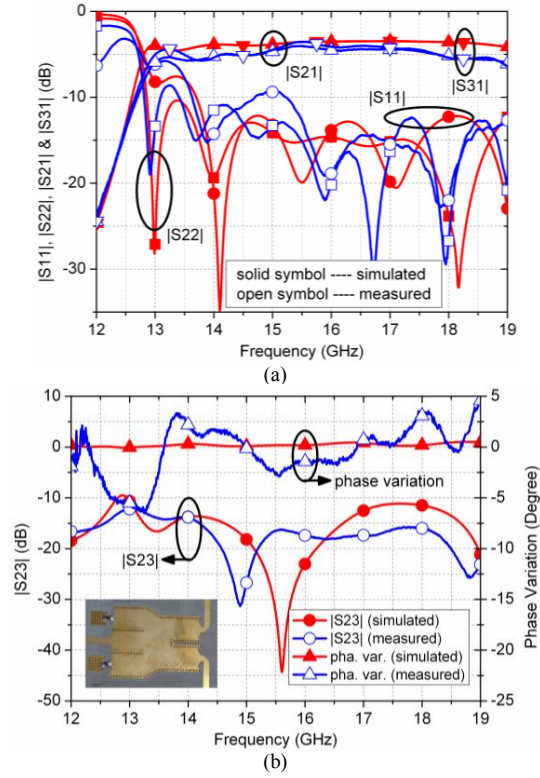 0
-10
-20
-30
|S11|, |S22|, |S21| & |S31| (dB)
|S21|
|S31|
|S11|
|S22|
solid symbol ---- simulated
open symbol ---- measured
12 13 14 15 16 17 18 19
Frequency (GHz)
(a)
10
0
-10
-20
-30
-40
-50
|S23| (dB)
5
0
-5
-10
-15
-20
-25
Phase Variation (Degree)
phase variation
|S23|
|S23| (simulated)
|S23| (measured)
pha. var. (simulated)
pha. var. (measured)
12 13 14 15 16 17 18 19
Frequency (GHz)
(b)